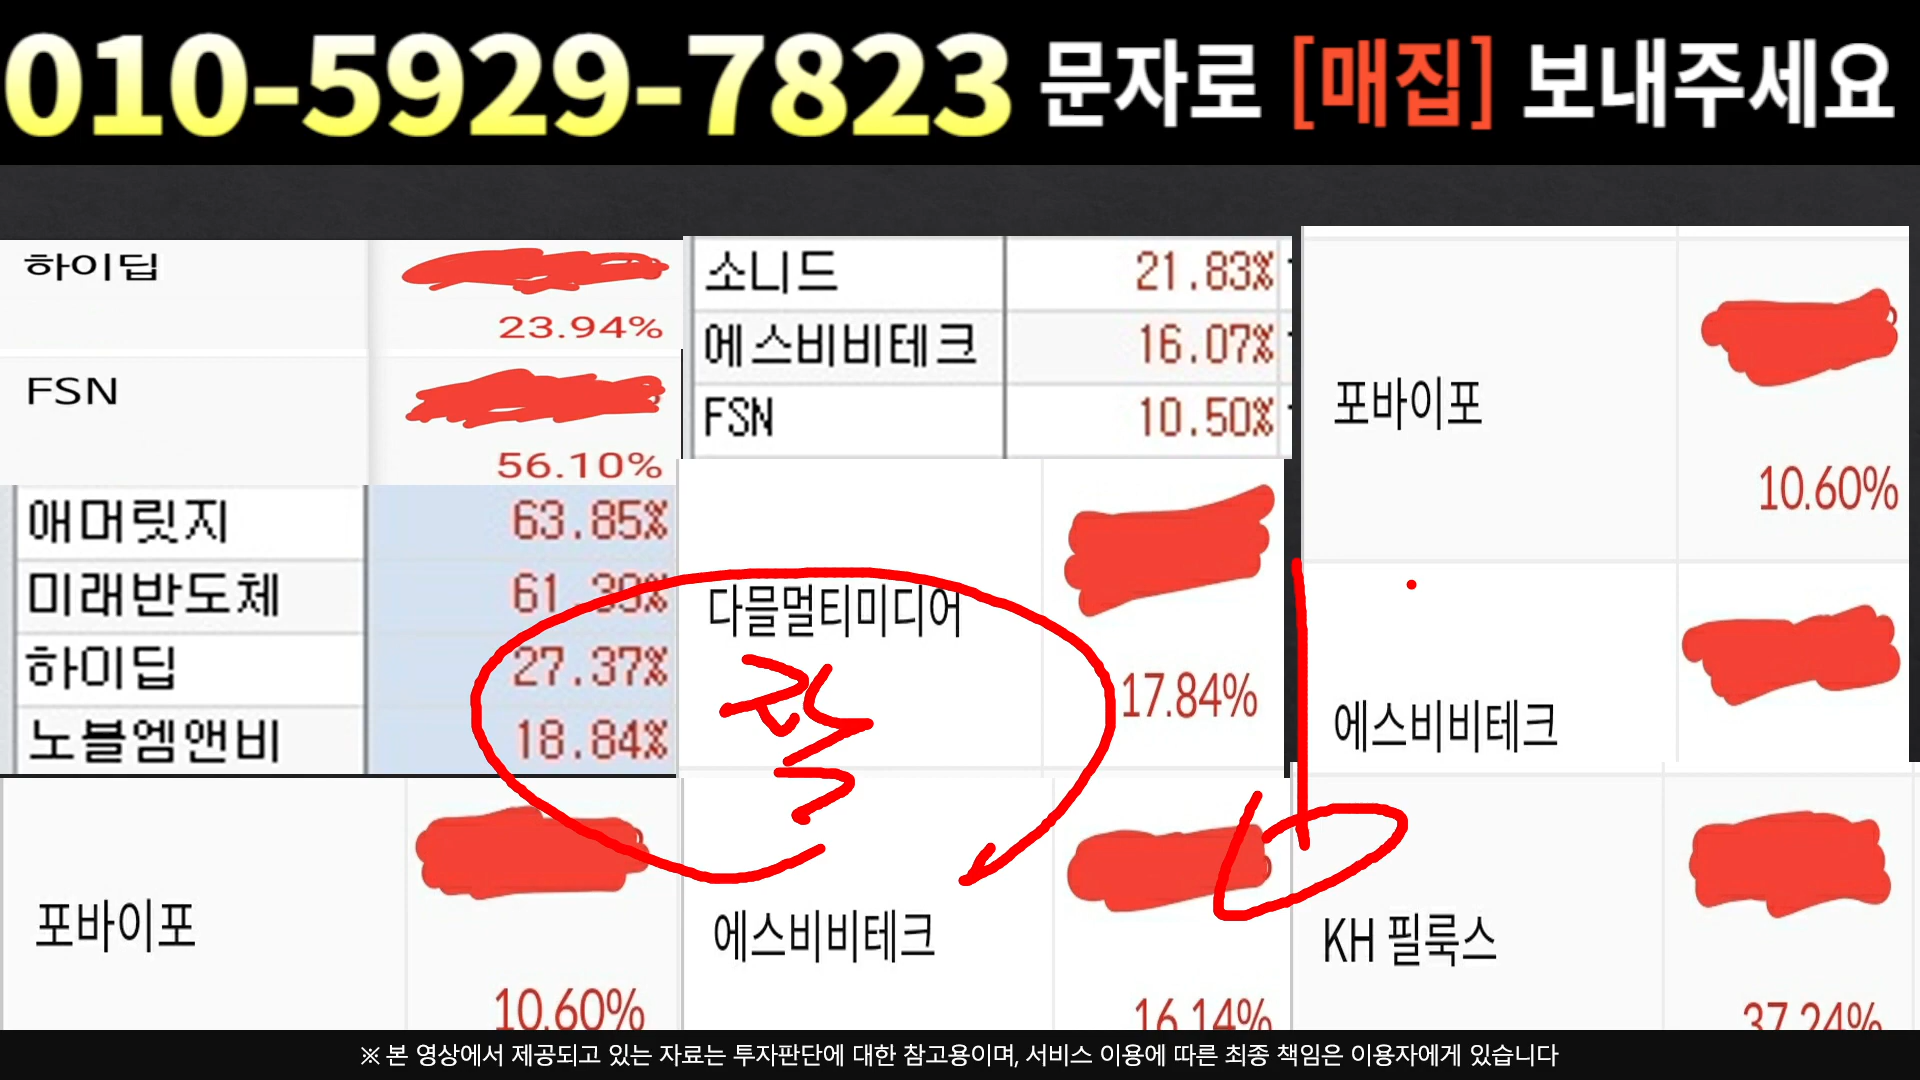 010-5929-7823 문자로 [매집] 보내주세요
하이딥
23.94%
FSN
56.10%
애머릿지 63.85%
미래반도체 61.39%
하이딥 27.37%
노블엠앤비 18.84%
소니드 21.83%
에스비비테크 16.07%
FSN 10.50%
다믈멀티미디어
17.84%
포바이포
10.60%
에스비비테크
포바이포
10.60%
에스비비테크
16.14%
KH 필룩스
37.24%
※ 본 영상에서 제공되고 있는 자료는 투자판단에 대한 참고용이며, 서비스 이용에 따른 최종 책임은 이용자에게 있습니다